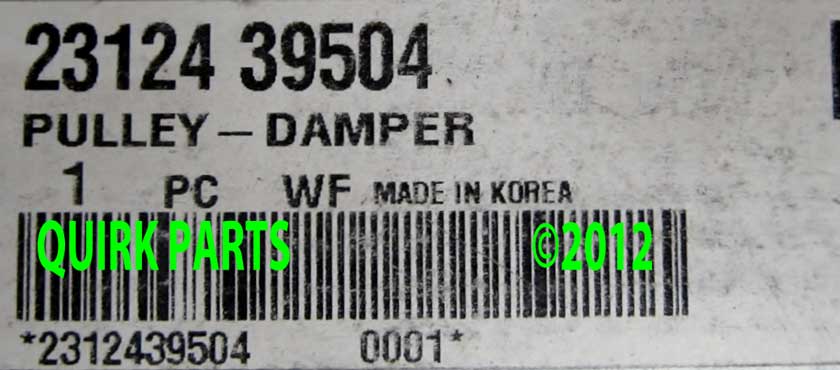 23124 39504
PULLEY - DAMPER
1 PC WF MADE IN KOREA
QUIRK PARTS ©2012
*2312439504 0001*